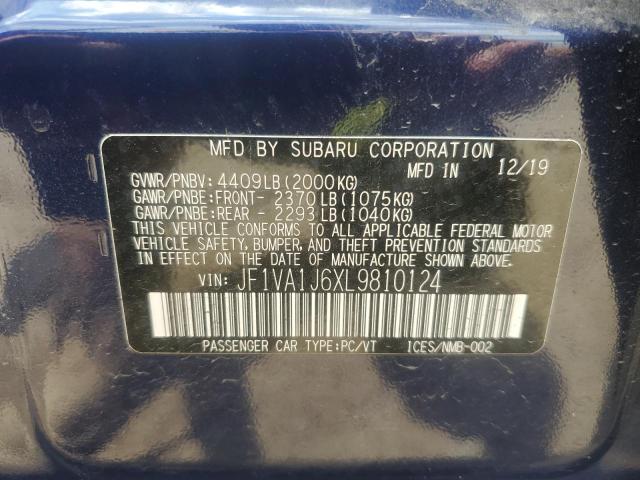 MFD BY SUBARU CORPORATION
MFD IN 12/19
GVWR/PNBV: 4409LB(2000KG)
GAWR/PNBE:FRONT- 2370LB(1075KG)
GAWR/PNBE:REAR - 2293LB(1040KG)
THIS VEHICLE CONFORMS TO ALL APPLICABLE FEDERAL MOTOR
VEHICLE SAFETY, BUMPER, AND THEFT PREVENTION STANDARDS
IN EFFECT ON THE DATE OF MANUFACTURE SHOWN ABOVE.
VIN: JF1VA1J6XL9810124
PASSENGER CAR TYPE:PC/VT ICES/NMB-002